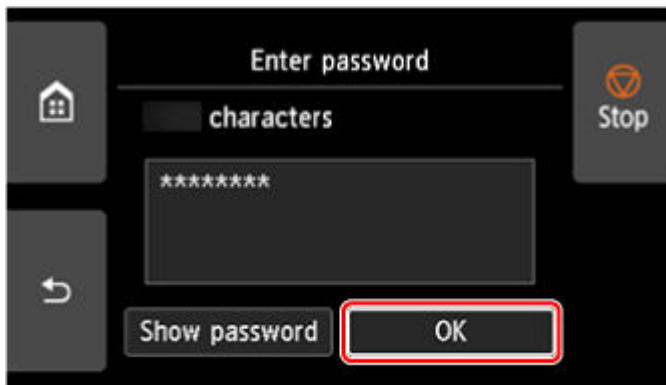 Enter password
Stop
characters
********
Show password
OK